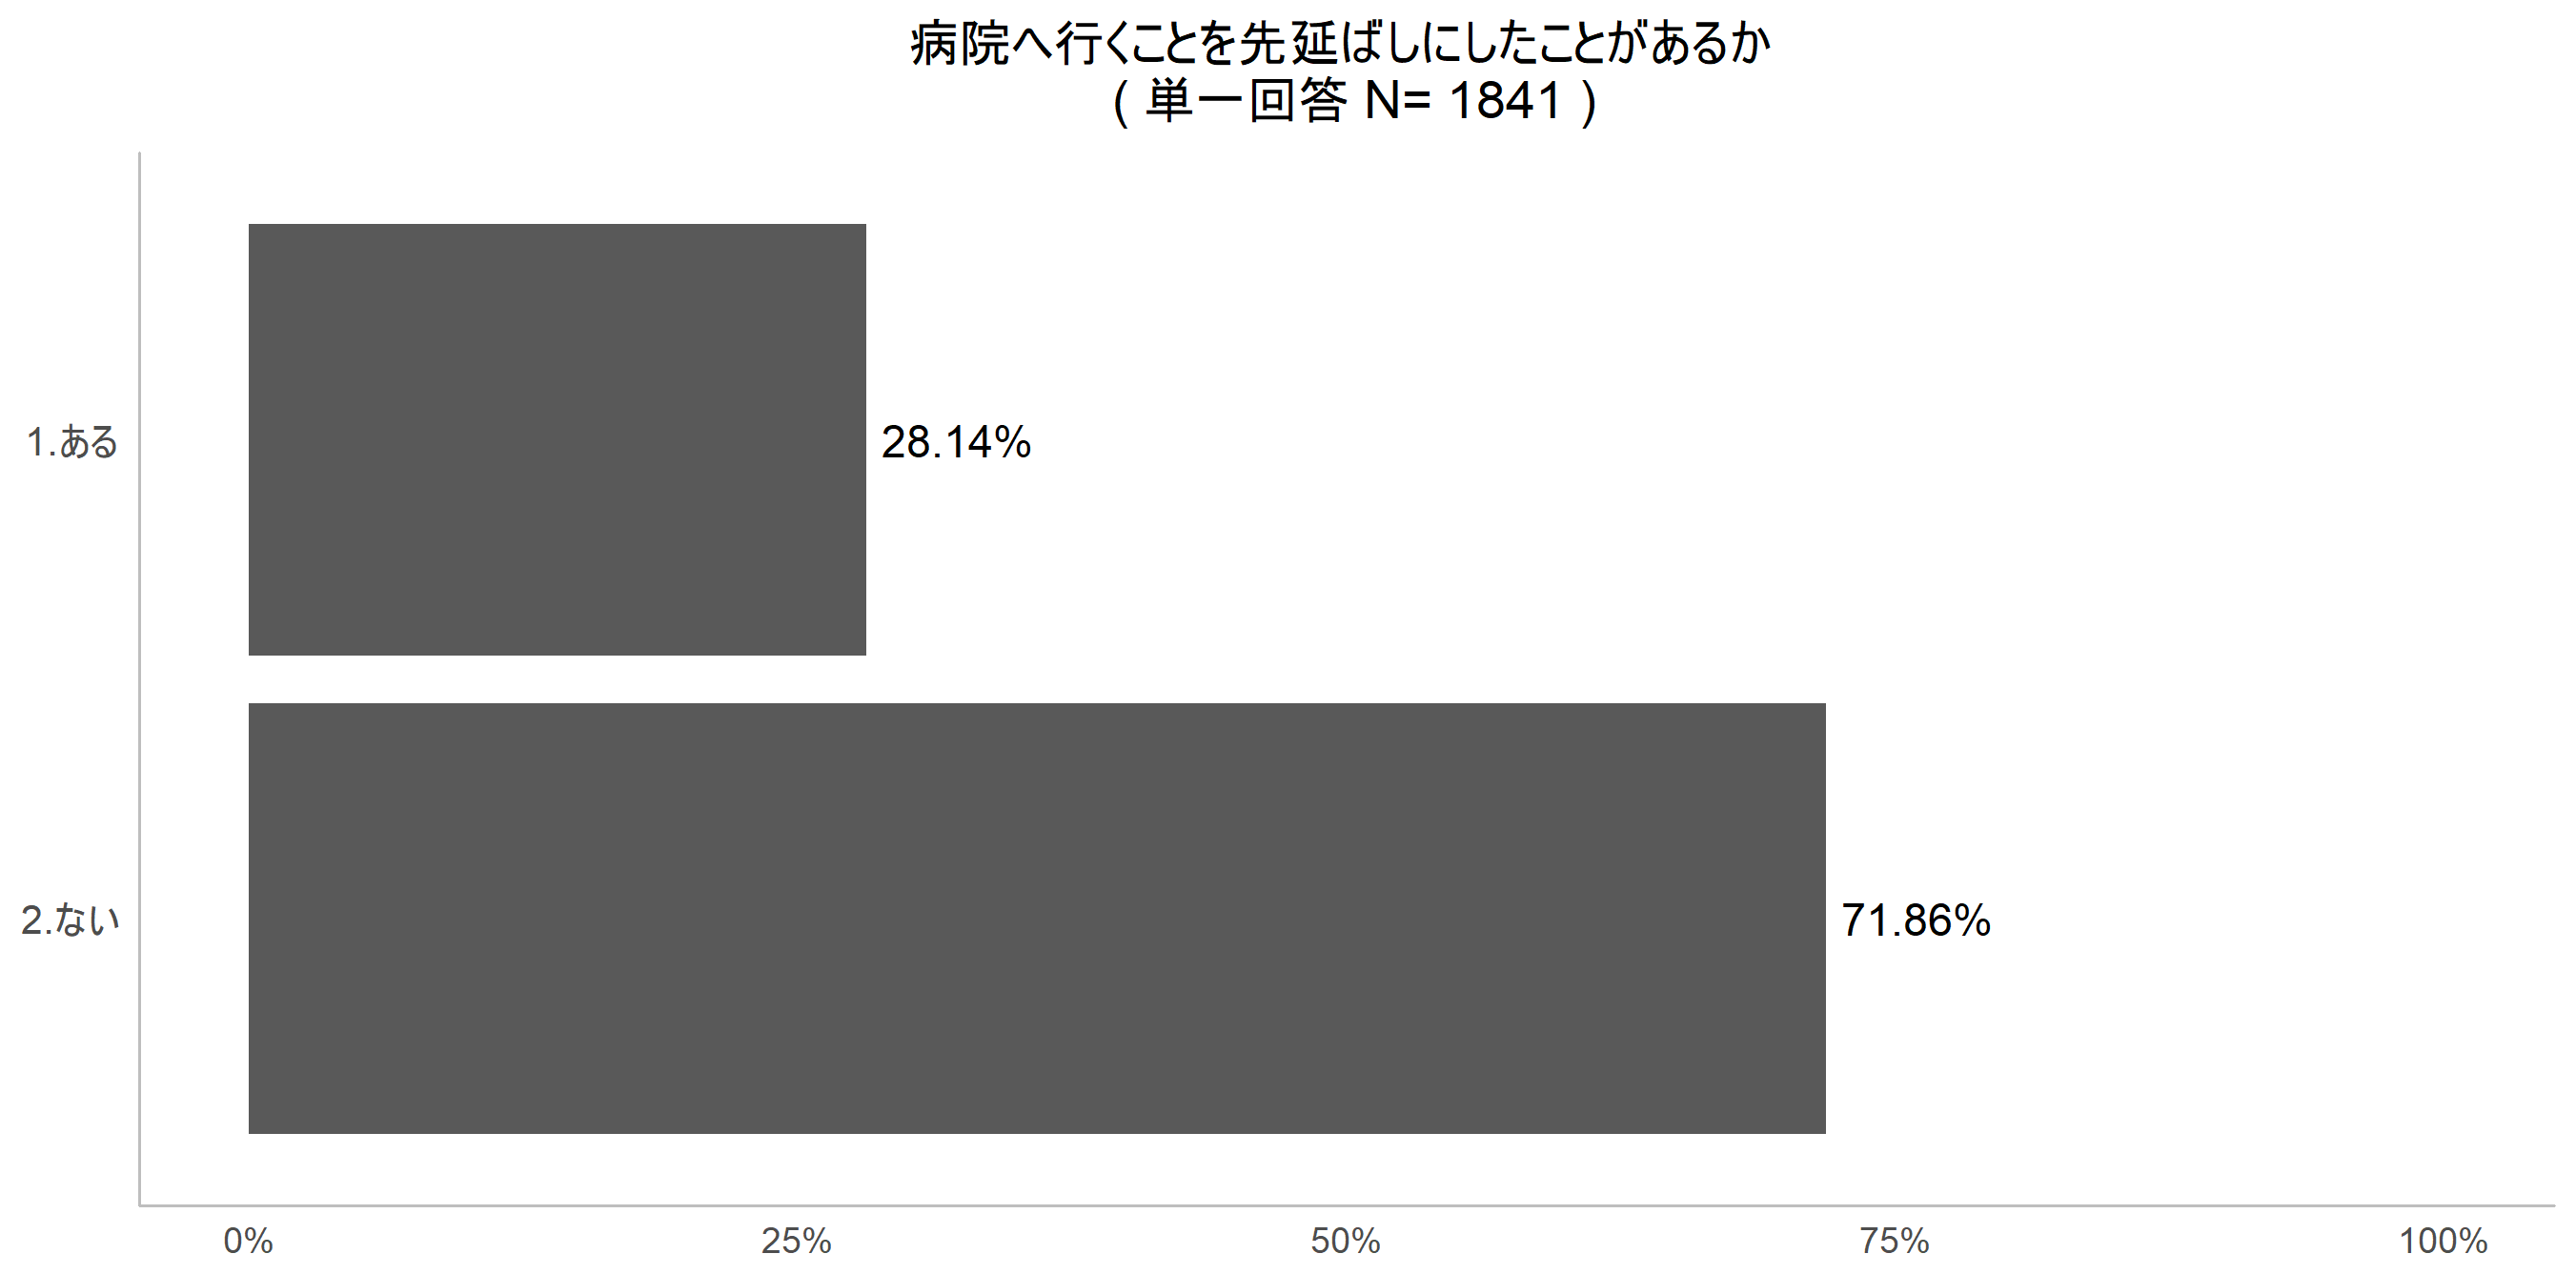 病院へ行くことを先延ばしにしたことがあるか
( 単一回答 N= 1841 )
1.ある
28.14%
2.ない
71.86%
0% 25% 50% 75% 100%